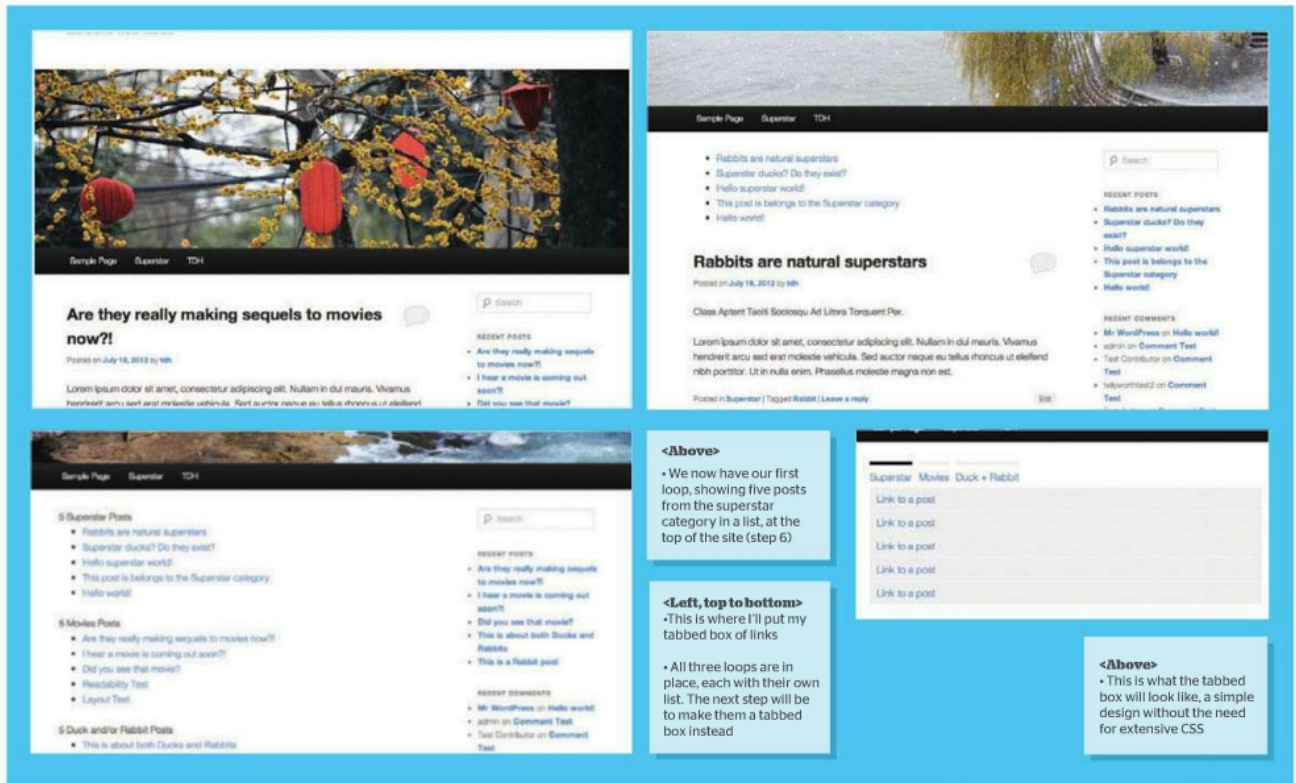 Sample Page Superstar TDH
Are they really making sequels to movies
now?!
Posted on July 18, 2012 by tdh
Lorem ipsum dolor sit amet, consectetur adipiscing elit. Nullam in dui mauris. Vivamus
hendrerit arcu sed erat molestie vehicula. Sed auctor neque eu tellus rhoncus ut eleifend
Search
RECENT POSTS
Are they really making sequels
to movies now?!
I hear a movie is coming out
soon?!
Did you see that movie?
Sample Page Superstar TDH
• Rabbits are natural superstars
• Superstar ducks? Do they exist?
• Hello superstar world!
• This post is belongs to the Superstar category
• Hello world!
Rabbits are natural superstars
Posted on July 18, 2012 by tdh
Class Aptent Taciti Sociosqu Ad Litora Torquent Per.
Lorem ipsum dolor sit amet, consectetur adipiscing elit. Nullam in dui mauris. Vivamus
hendrerit arcu sed erat molestie vehicula. Sed auctor neque eu tellus rhoncus ut eleifend
nibh porttitor. Ut in nulla enim. Phasellus molestie magna non est.
Posted in Superstar | Tagged Rabbit | Leave a reply
Edit
Search
RECENT POSTS
• Rabbits are natural superstars
• Superstar ducks? Do they
exist?
• Hello superstar world!
• This post is belongs to the
Superstar category
• Hello world!
RECENT COMMENTS
• Mr WordPress on Hello world!
• admin on Comment Test
• Test Contributor on Comment
Test
• tellyworthtest2 on Comment
Test
Sample Page Superstar TDH
5 Superstar Posts
• Rabbits are natural superstars
• Superstar ducks? Do they exist?
• Hello superstar world!
• This post is belongs to the Superstar category
• Hello world!
5 Movies Posts
• Are they really making sequels to movies now?!
• I hear a movie is coming out soon?!
• Did you see that movie?
• Readability Test
• Layout Test
5 Duck and/or Rabbit Posts
• This is about both Ducks and Rabbits
Search
RECENT POSTS
• Are they really making sequels
to movies now?!
• I hear a movie is coming out
soon?!
• Did you see that movie?
• This is about both Ducks and
Rabbits
• This is a Rabbit post
RECENT COMMENTS
• Mr WordPress on Hello world!
• admin on Comment Test
• Test Contributor on Comment
Test
<Above>
• We now have our first
loop, showing five posts
from the superstar
category in a list, at the
top of the site (step 6)
<Left, top to bottom>
•This is where I'll put my
tabbed box of links
• All three loops are in
place, each with their own
list. The next step will be
to make them a tabbed
box instead
Superstar Movies Duck + Rabbit
Link to a post
Link to a post
Link to a post
Link to a post
Link to a post
<Above>
• This is what the tabbed
box will look like, a simple
design without the need
for extensive CSS